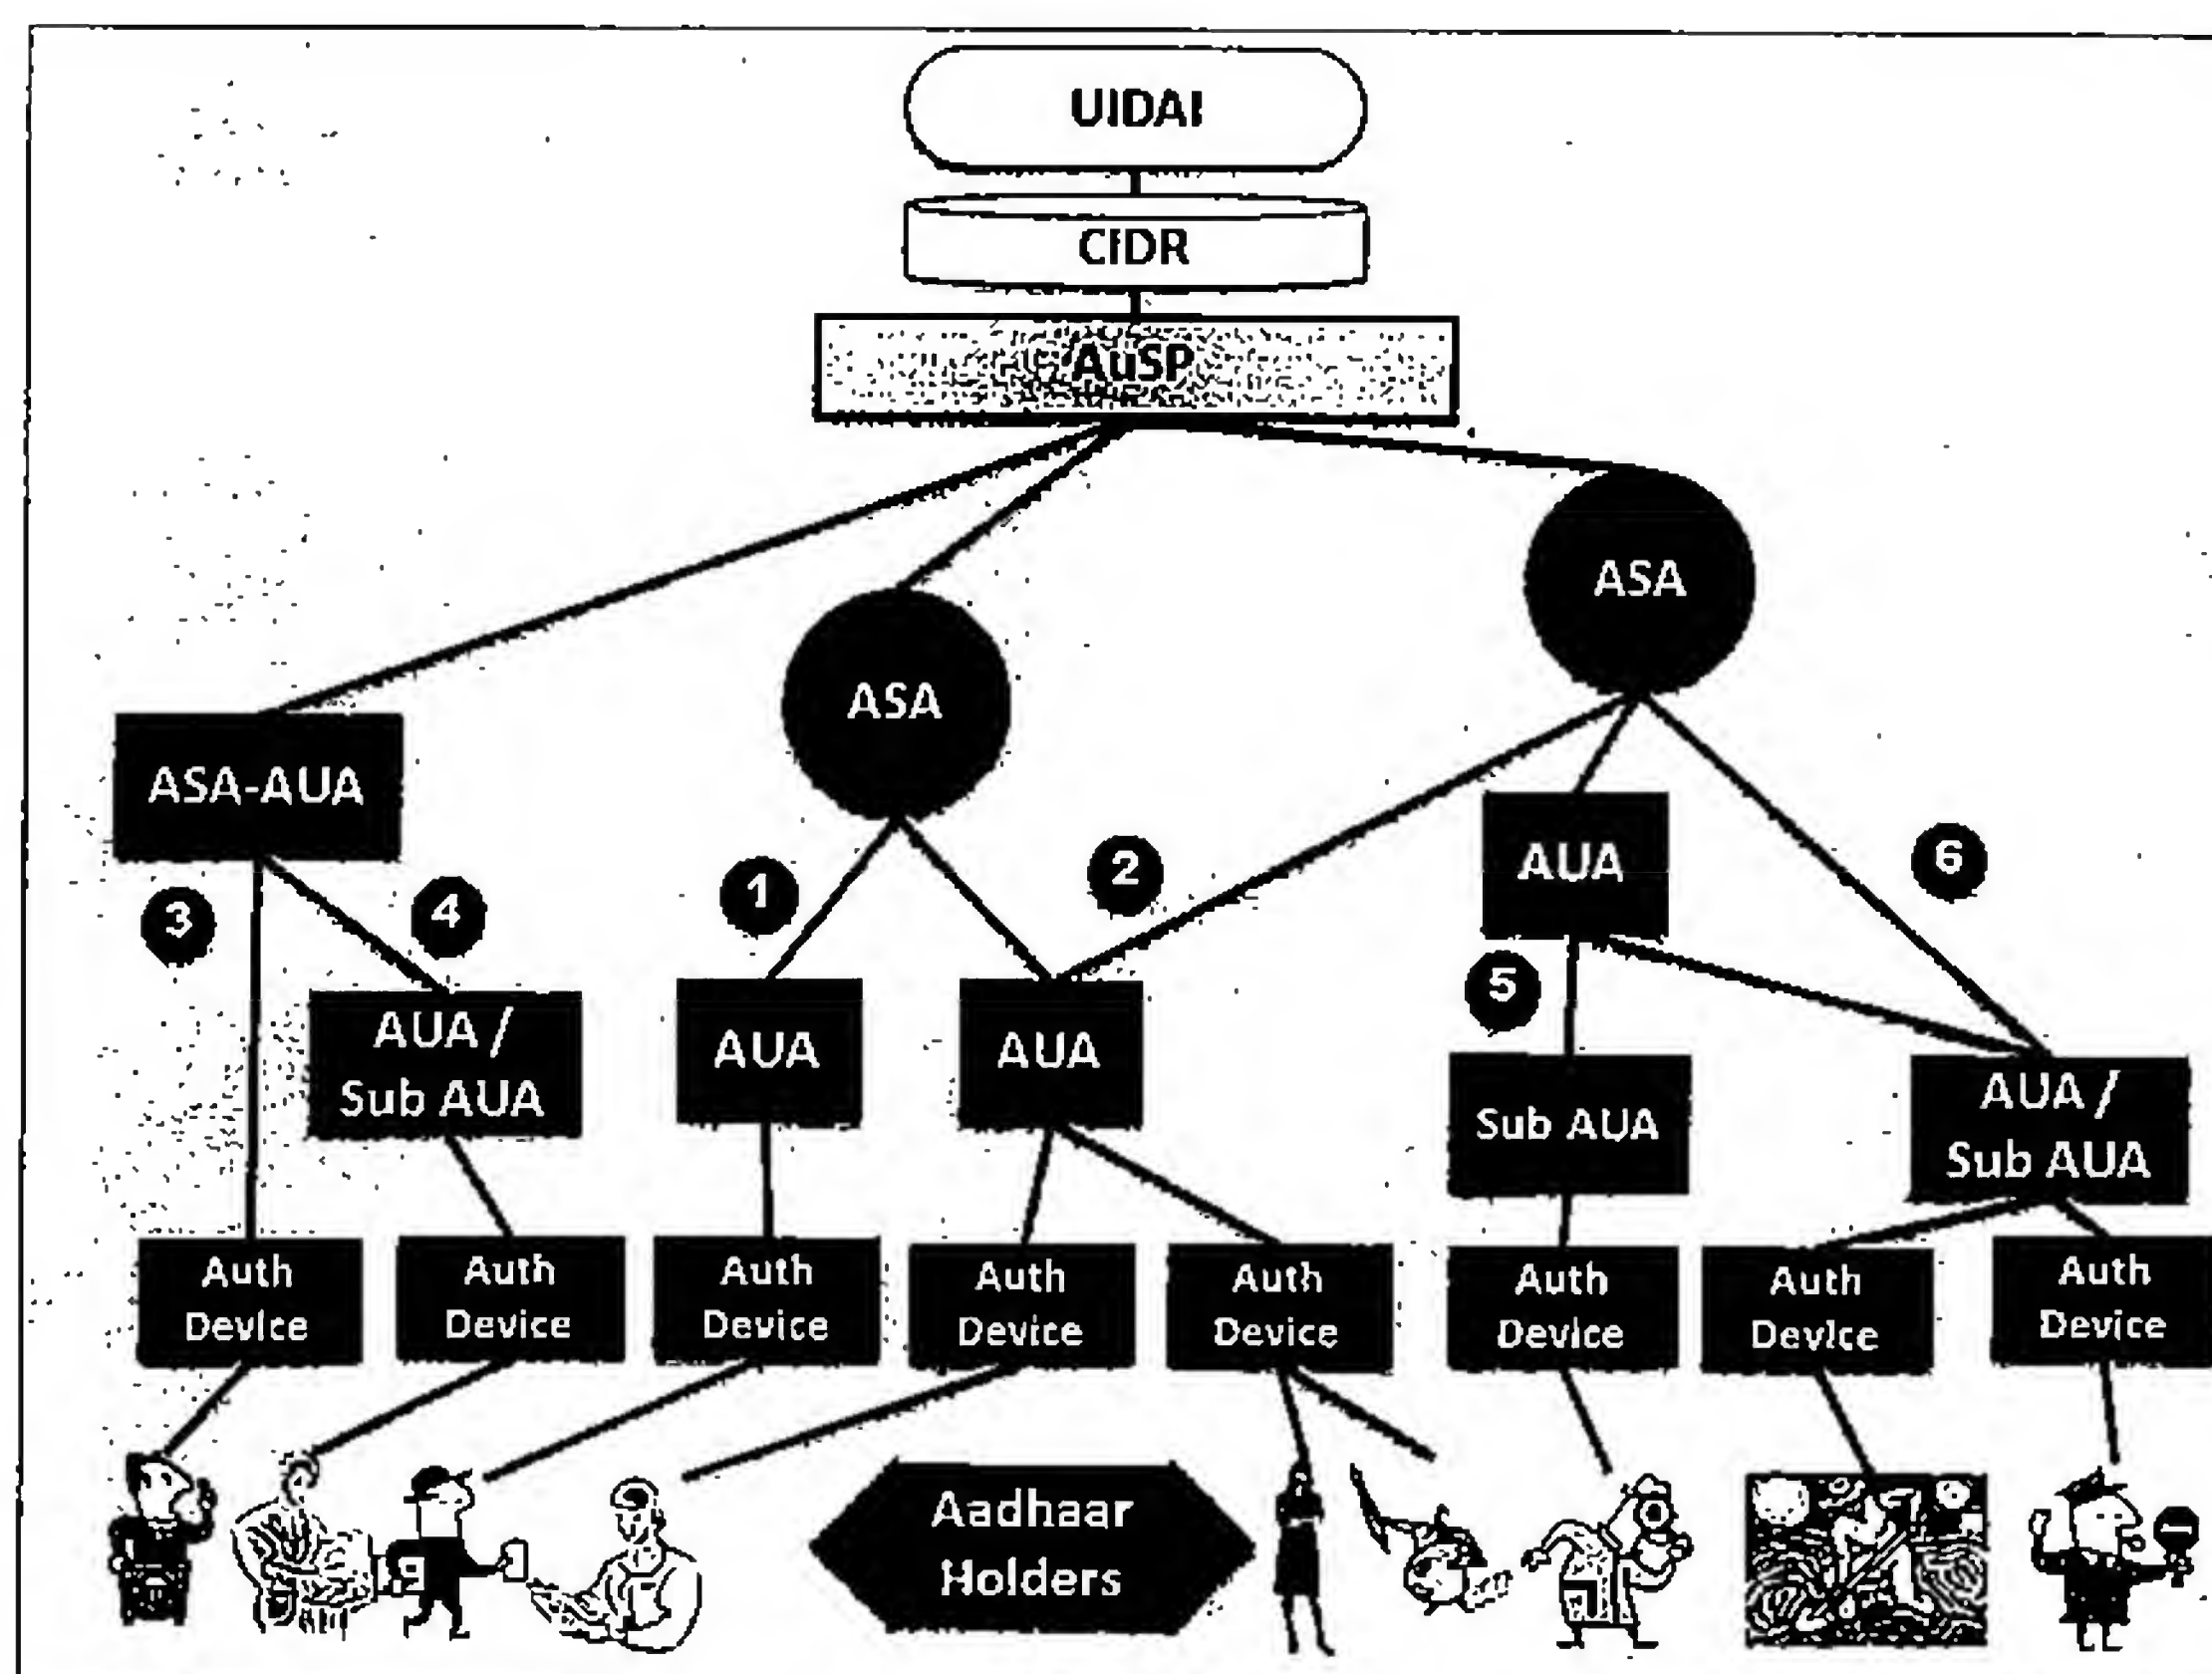 UIDAI
CIDR
AuSP
ASA
ASA
ASA-AUA
AUA
1
2
6
3
4
5
AUA /
Sub AUA
AUA
AUA
Sub AUA
AUA /
Sub AUA
Auth
Device
Auth
Device
Auth
Device
Auth
Device
Auth
Device
Auth
Device
Auth
Device
Auth
Device
Aadhaar
Holders